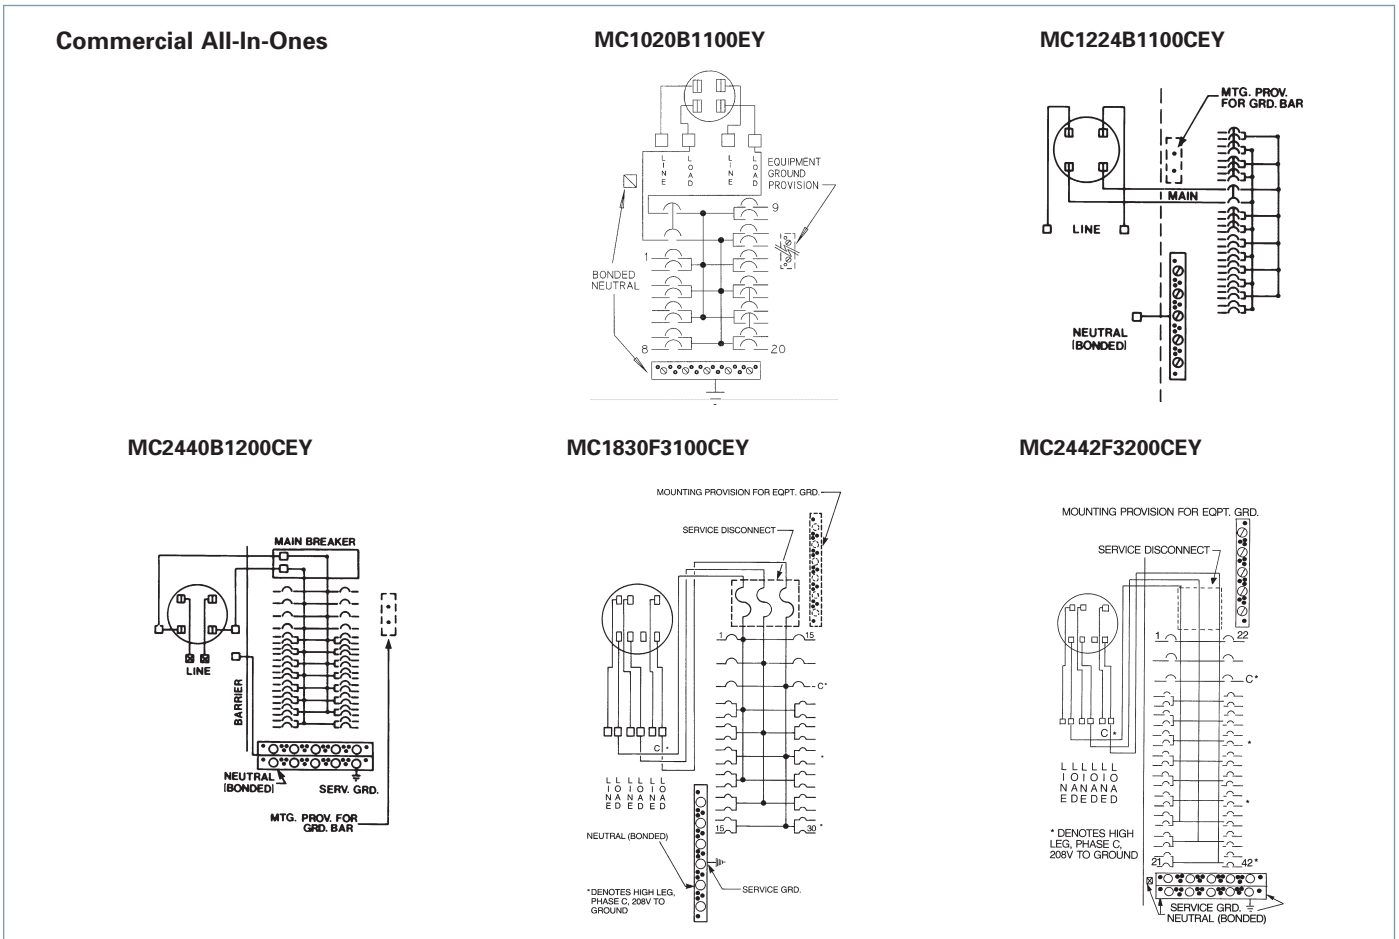 Commercial All-In-Ones
MC1020B1100EY
LINE
LOAD
LINE
LOAD
EQUIPMENT
GROUND
PROVISION
9
1
BONDED
NEUTRAL
8
20
MC1224B1100CEY
MTG. PROV.
FOR GRD. BAR
MAIN
LINE
NEUTRAL
(BONDED)
MC2440B1200CEY
MAIN BREAKER
LINE
BARRIER
NEUTRAL
(BONDED)
SERV. GRD.
MTG. PROV. FOR
GRD. BAR
MC1830F3100CEY
MOUNTING PROVISION FOR EQPT. GRD.
SERVICE DISCONNECT
1
15
C*
C *
*
LINE
LOAD
LINE
LOAD
LINE
LOAD
15
30 *
NEUTRAL (BONDED)
SERVICE GRD.
*DENOTES HIGH LEG,
PHASE C, 208V TO
GROUND
MC2442F3200CEY
MOUNTING PROVISION FOR EQPT. GRD.
SERVICE DISCONNECT
1
22
C*
C *
*
LINE
LOAD
LINE
LOAD
LINE
LOAD
*
* DENOTES HIGH
LEG, PHASE C,
208V TO GROUND
21
42*
SERVICE GRD.
NEUTRAL (BONDED)